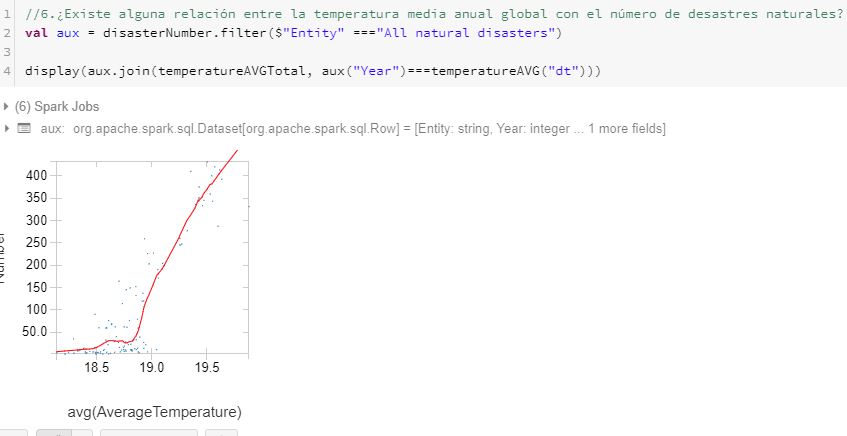 1 //6.¿Existe alguna relación entre la temperatura media anual global con el número de desastres naturales?
2 val aux = disasterNumber.filter($"Entity" ==="All natural disasters")
3
4 display(aux.join(temperatureAVGTotal, aux("Year")===temperatureAVG("dt")))
(6) Spark Jobs
aux: org.apache.spark.sql.Dataset[org.apache.spark.sql.Row] = [Entity: string, Year: integer ... 1 more fields]
400
350
300
250
200
150
100
50.0
18.5 19.0 19.5
avg(AverageTemperature)